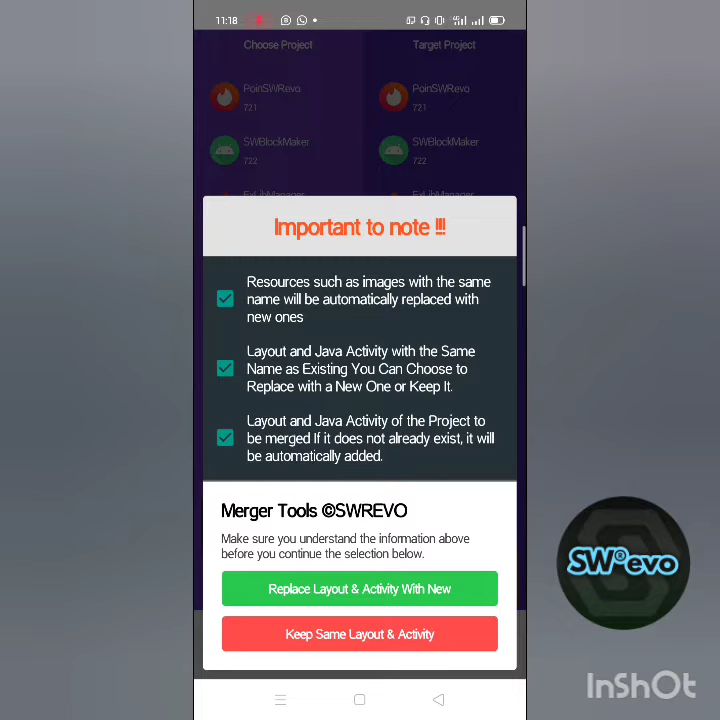 11:18
Choose Project
Target Project
PoinSWRevo
721
PoinSWRevo
721
SWBlockMaker
722
SWBlockMaker
722
ExLibManager
ExLibManager
Important to note !!!
Resources such as images with the same
name will be automatically replaced with
new ones
Layout and Java Activity with the Same
Name as Existing You Can Choose to
Replace with a New One or Keep It.
Layout and Java Activity of the Project to
be merged If it does not already exist, it will
be automatically added.
Merger Tools ©SWREVO
Make sure you understand the information above
before you continue the selection below.
Replace Layout & Activity With New
Keep Same Layout & Activity
SW®evo
InShOt